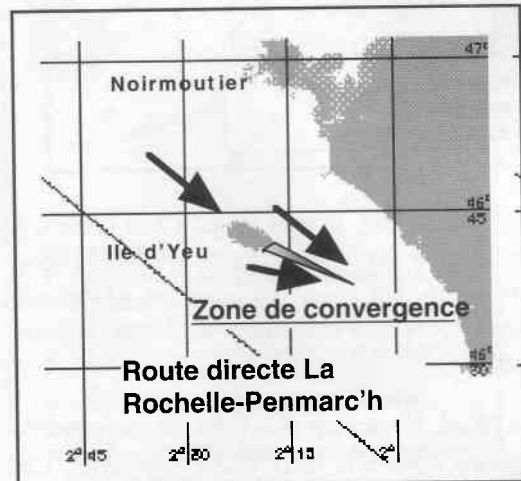 47°
Noirmoutier
46°
45
Ile d'Yeu
Zone de convergence
Route directe La
Rochelle-Penmarc'h
46°
30
2° 45
2° 30
2° 15
2°